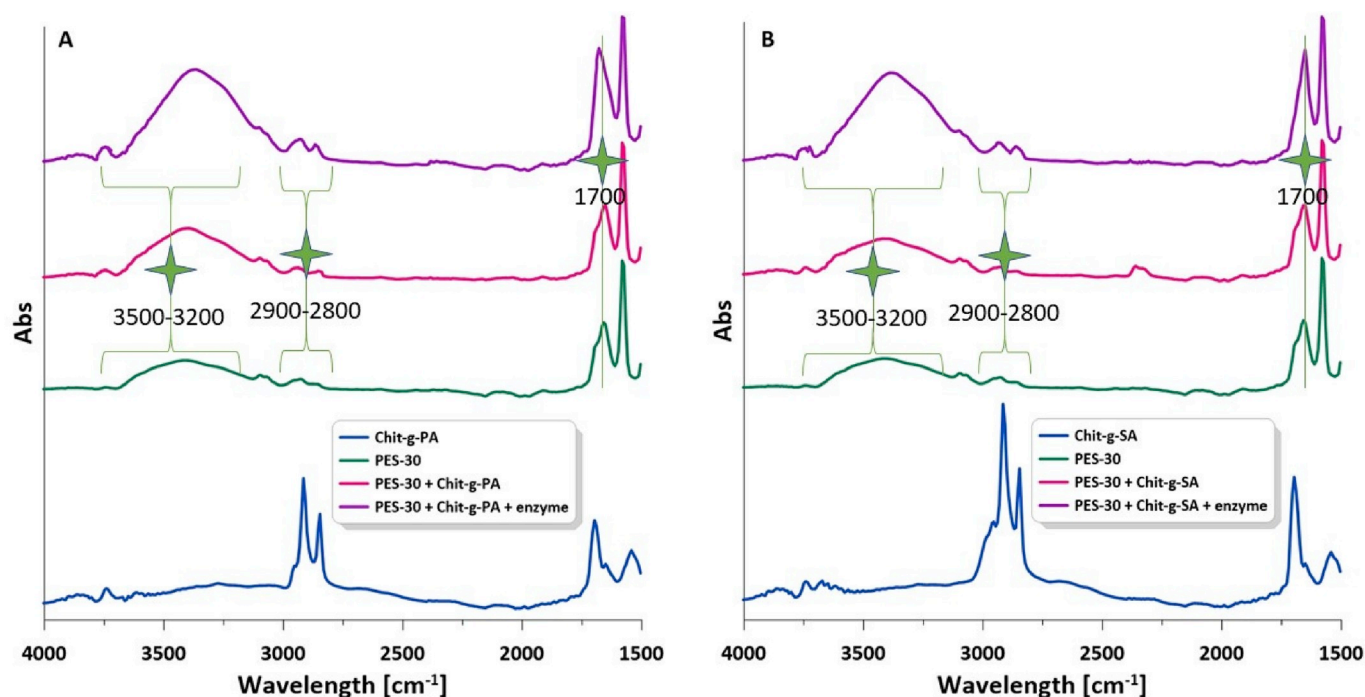 A
1700
3500-3200
2900-2800
Abs
Chit-g-PA
PES-30
PES-30 + Chit-g-PA
PES-30 + Chit-g-PA + enzyme
4000
3500
3000
2500
2000
1500
Wavelength [cm⁻¹]
B
1700
3500-3200
2900-2800
Abs
Chit-g-SA
PES-30
PES-30 + Chit-g-SA
PES-30 + Chit-g-SA + enzyme
4000
3500
3000
2500
2000
1500
Wavelength [cm⁻¹]